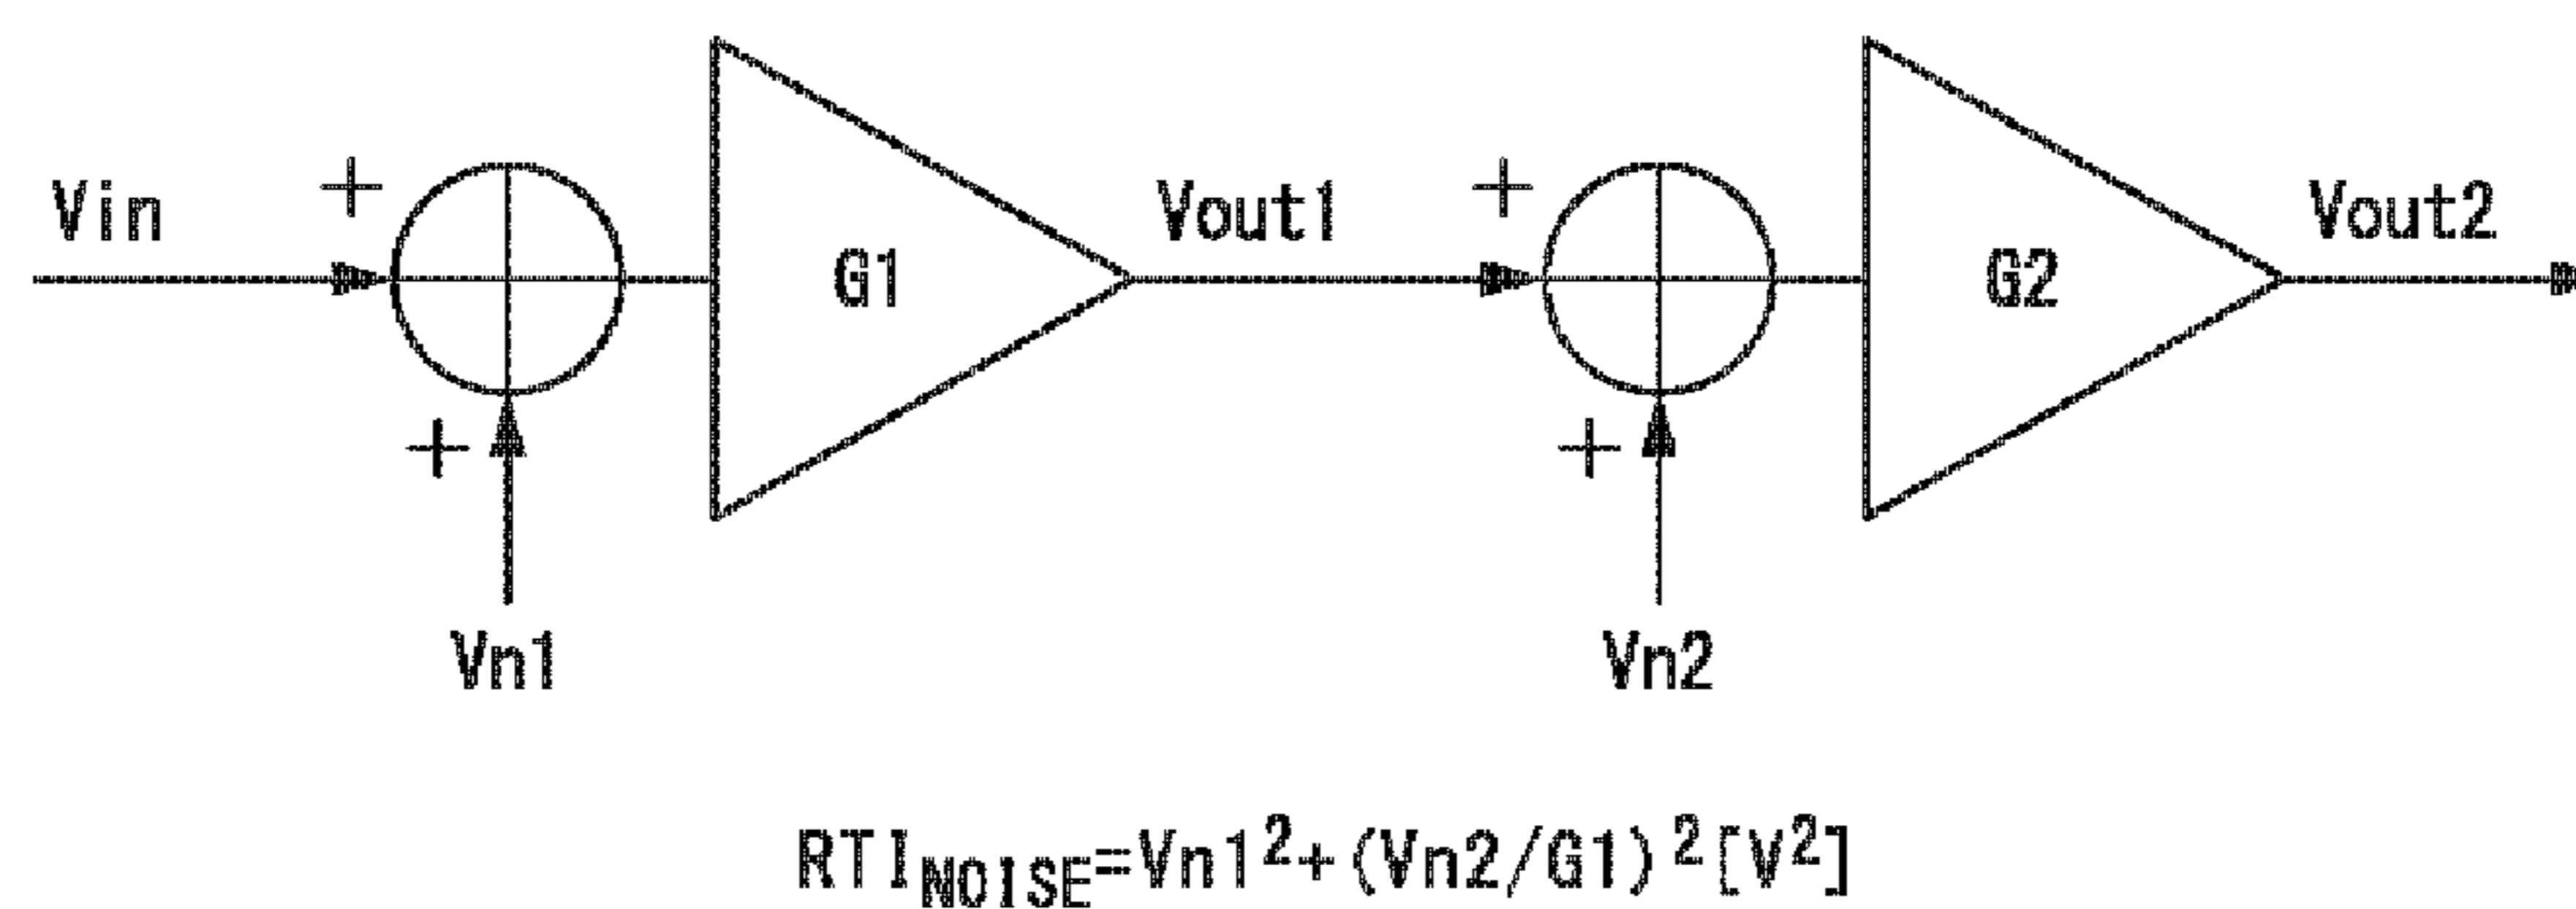 Vin
+
+
Vn1
G1
Vout1
+
+
Vn2
G2
Vout2
RTI_NOISE=Vn1²+(Vn2/G1)²[V²]